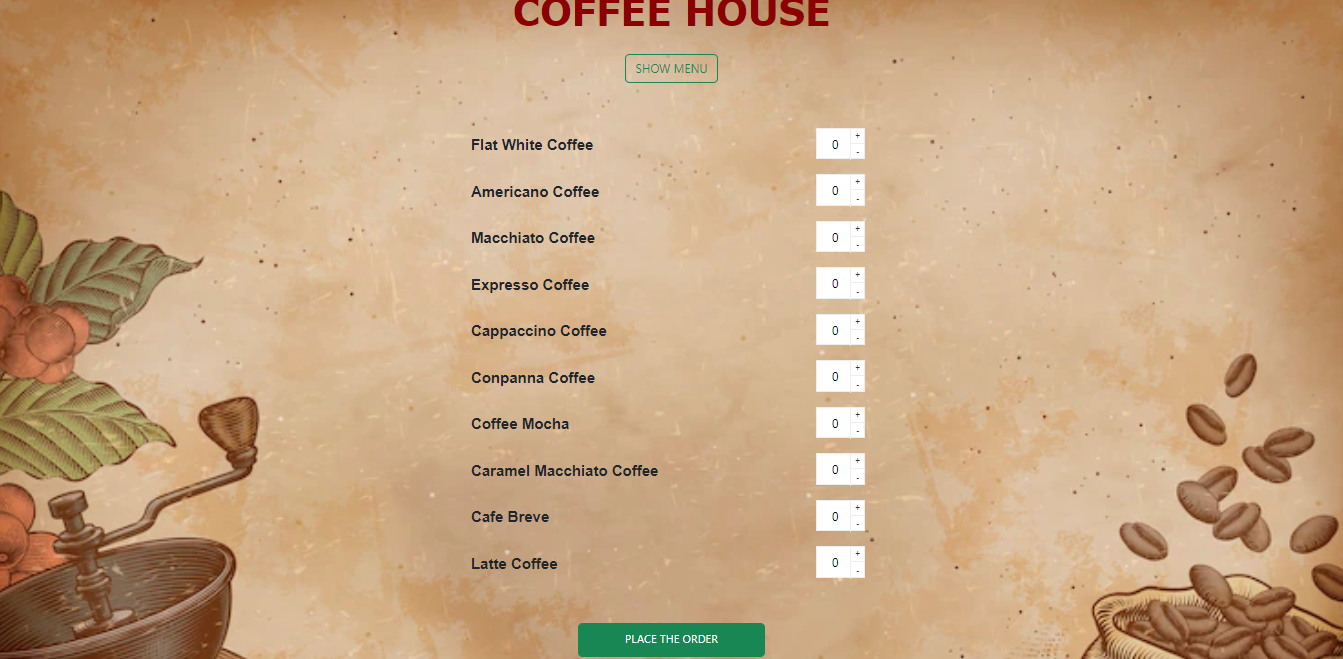 COFFEE HOUSE
SHOW MENU
Flat White Coffee 0 + -
Americano Coffee 0 + -
Macchiato Coffee 0 + -
Expresso Coffee 0 + -
Cappaccino Coffee 0 + -
Conpanna Coffee 0 + -
Coffee Mocha 0 + -
Caramel Macchiato Coffee 0 + -
Cafe Breve 0 + -
Latte Coffee 0 + -
PLACE THE ORDER